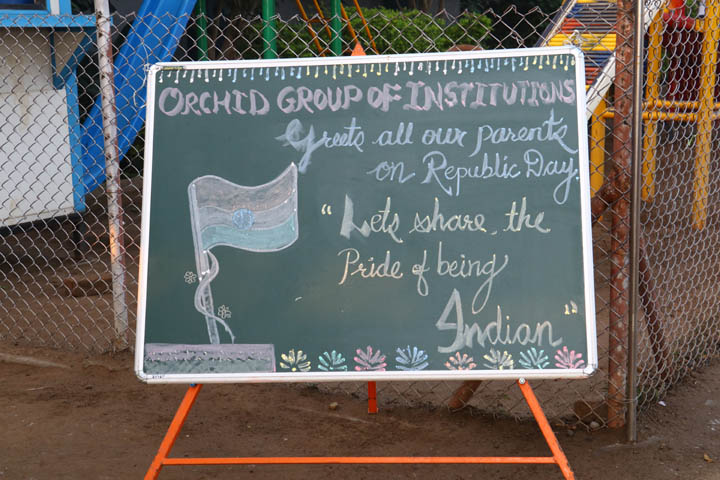 ORCHID GROUP OF INSTITUTIONS
Greets all our parents
on Republic Day.
"Lets share the
Pride of being
Indian"